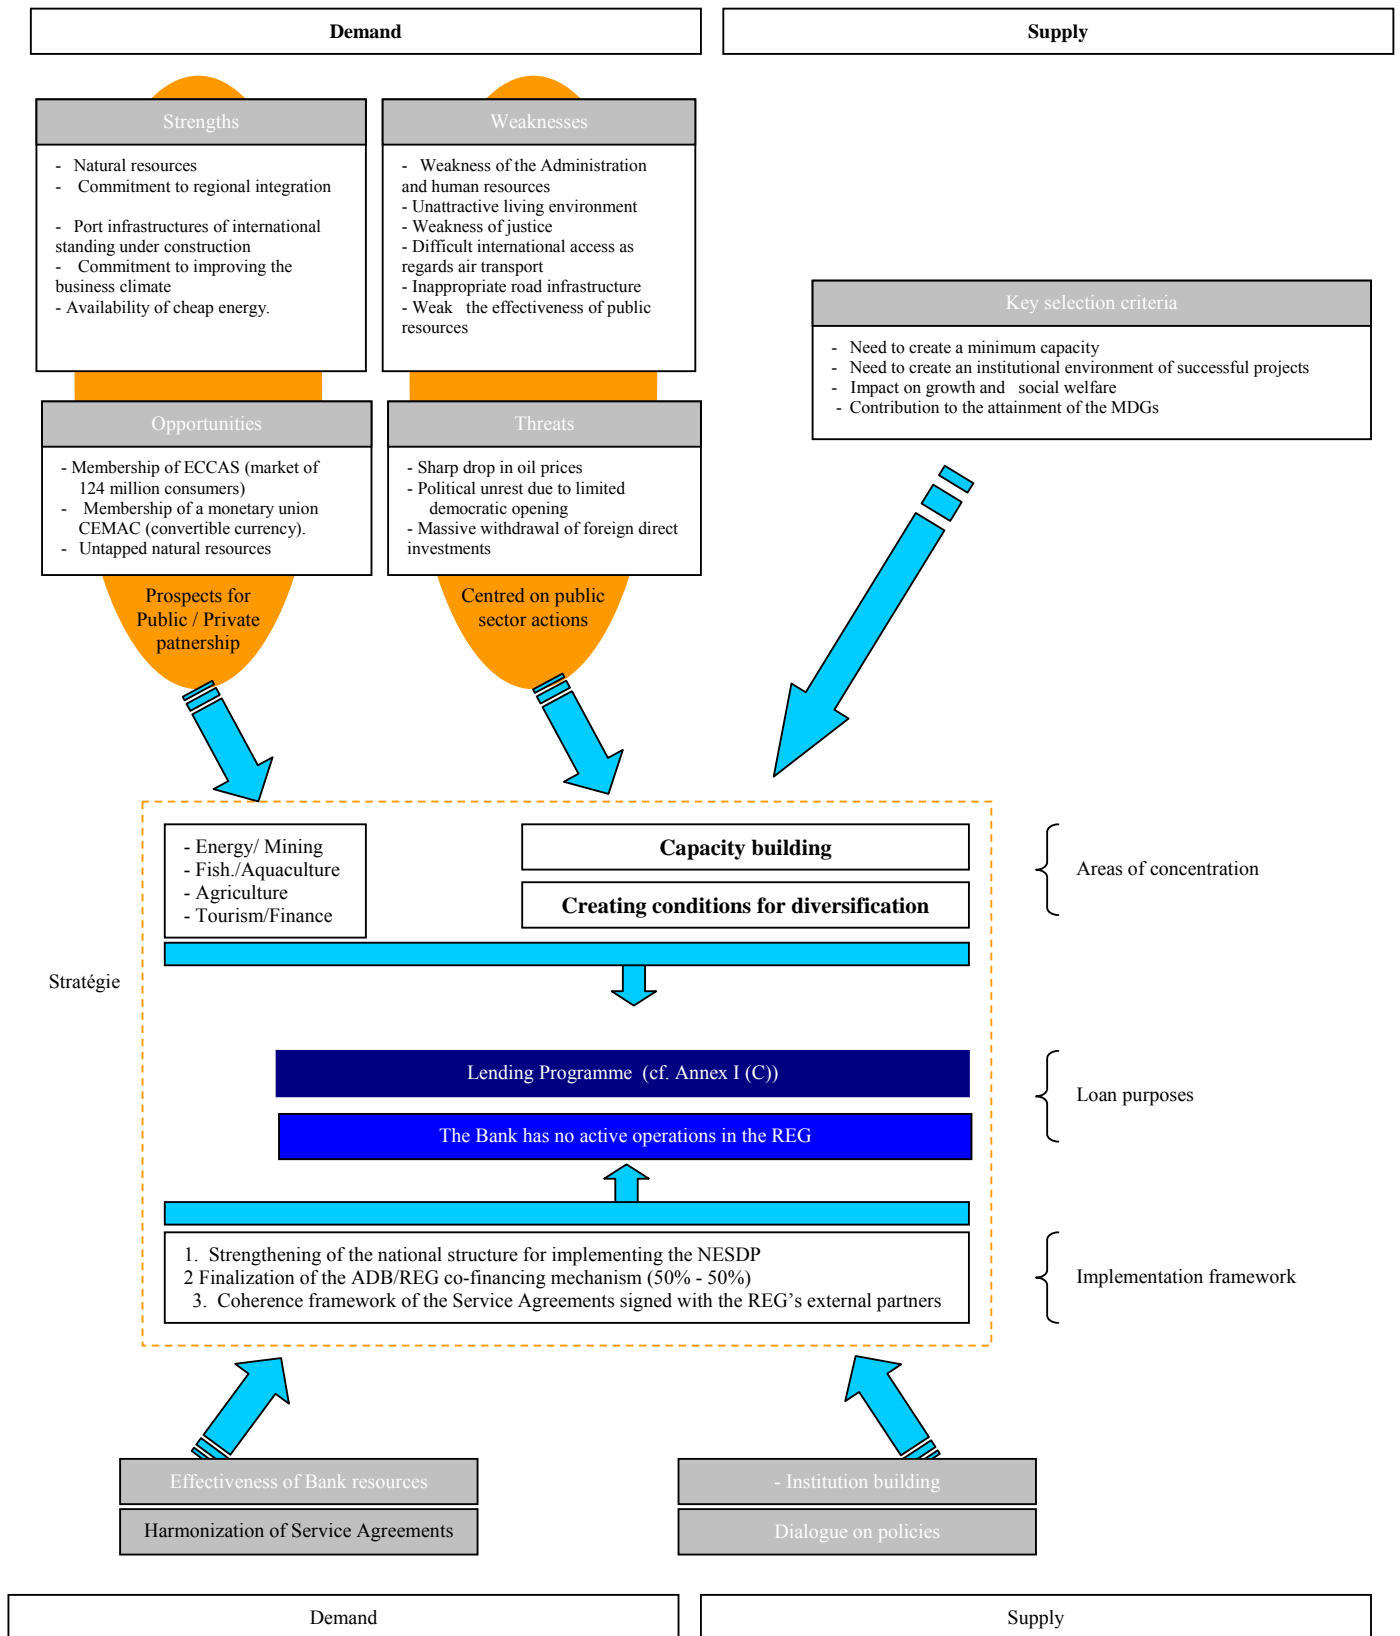 Demand
Supply
Strengths
- Natural resources
- Commitment to regional integration
- Port infrastructures of international
standing under construction
- Commitment to improving the
business climate
- Availability of cheap energy.
Weaknesses
- Weakness of the Administration
and human resources
- Unattractive living environment
- Weakness of justice
- Difficult international access as
regards air transport
- Inappropriate road infrastructure
- Weak the effectiveness of public
resources
Key selection criteria
- Need to create a minimum capacity
- Need to create an institutional environment of successful projects
- Impact on growth and social welfare
- Contribution to the attainment of the MDGs
Opportunities
- Membership of ECCAS (market of
124 million consumers)
- Membership of a monetary union
CEMAC (convertible currency).
- Untapped natural resources
Threats
- Sharp drop in oil prices
- Political unrest due to limited
democratic opening
- Massive withdrawal of foreign direct
investments
Prospects for
Public / Private
patnership
Centred on public
sector actions
- Energy/ Mining
- Fish./Aquaculture
- Agriculture
- Tourism/Finance
Capacity building
Creating conditions for diversification
Areas of concentration
Stratégie
Lending Programme (cf. Annex I (C))
The Bank has no active operations in the REG
Loan purposes
1. Strengthening of the national structure for implementing the NESDP
2 Finalization of the ADB/REG co-financing mechanism (50% - 50%)
3. Coherence framework of the Service Agreements signed with the REG's external partners
Implementation framework
Effectiveness of Bank resources
Harmonization of Service Agreements
- Institution building
Dialogue on policies
Demand
Supply